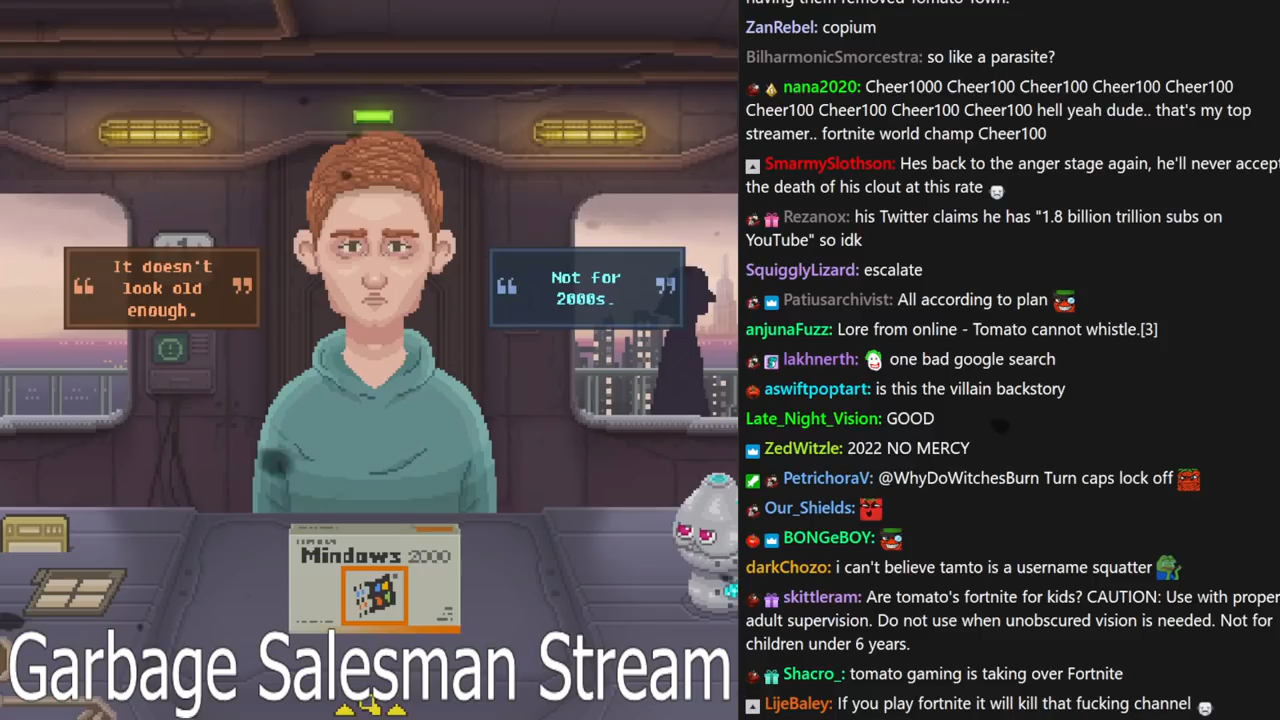 It doesn't
look old
enough.
Not for
2000s.
Mindows 2000
Garbage Salesman Stream
having them removed Tomato Town.
ZanRebel: copium
BilharmonicSmorcestra: so like a parasite?
nana2020: Cheer1000 Cheer100 Cheer100 Cheer100 Cheer100
Cheer100 Cheer100 Cheer100 Cheer100 hell yeah dude.. that's my top
streamer.. fortnite world champ Cheer100
SmarmySlothson: Hes back to the anger stage again, he'll never accept
the death of his clout at this rate
Rezanox: his Twitter claims he has "1.8 billion trillion subs on
YouTube" so idk
SquigglyLizard: escalate
Patiusarchivist: All according to plan
anjunaFuzz: Lore from online - Tomato cannot whistle.[3]
lakhnerth: one bad google search
aswiftpoptart: is this the villain backstory
Late_Night_Vision: GOOD
ZedWitzle: 2022 NO MERCY
PetrichoraV: @WhyDoWitchesBurn Turn caps lock off
Our_Shields:
BONGeBOY:
darkChozo: i can't believe tamto is a username squatter
skittleram: Are tomato's fortnite for kids? CAUTION: Use with proper
adult supervision. Do not use when unobscured vision is needed. Not for
children under 6 years.
Shacro_: tomato gaming is taking over Fortnite
LijeBaley: If you play fortnite it will kill that fucking channel